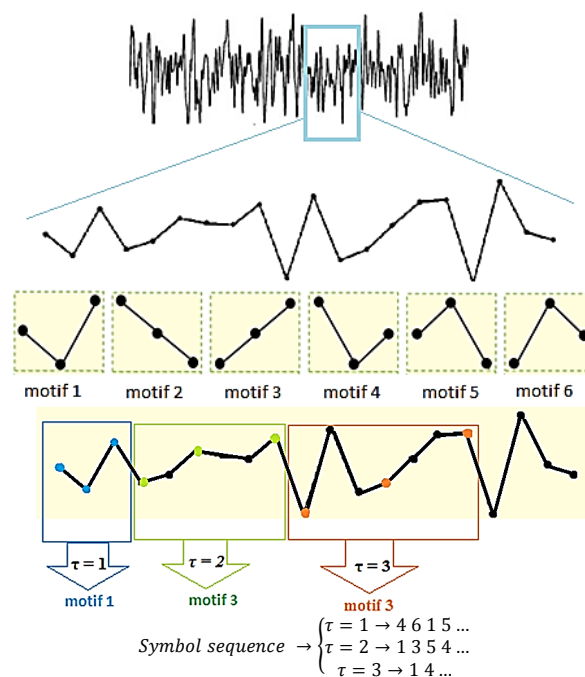 motif 1 motif 2 motif 3 motif 4 motif 5 motif 6
τ = 1 τ = 2 τ = 3
motif 1 motif 3 motif 3
Symbol sequence → { τ = 1 → 4 6 1 5 ...
τ = 2 → 1 3 5 4 ...
τ = 3 → 1 4 ...